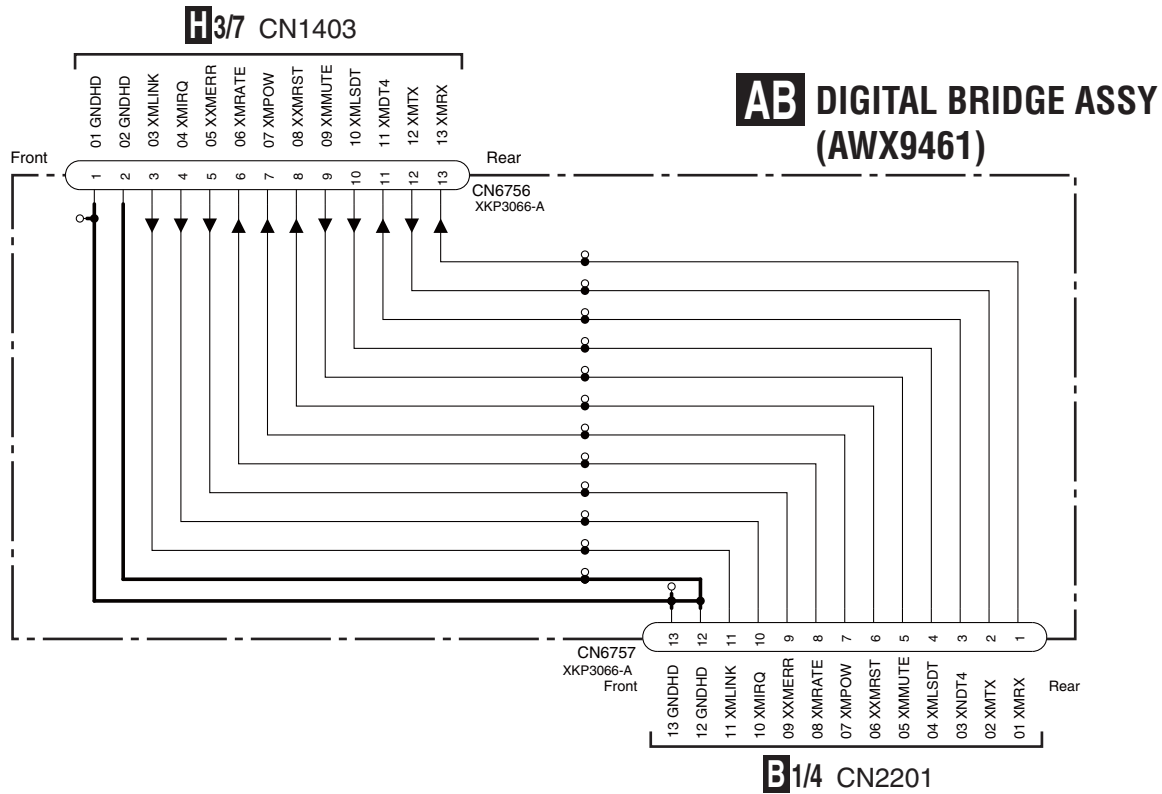 H 3/7 CN1403
01 GNDHD
02 GNDHD
03 XMLINK
04 XMIRQ
05 XXMERR
06 XMRATE
07 XMPOW
08 XXMRST
09 XMMUTE
10 XMLSDT
11 XMDT4
12 XMTX
13 XMRX
AB DIGITAL BRIDGE ASSY
(AWX9461)
Front
Rear
1 2 3 4 5 6 7 8 9 10 11 12 13
CN6756
XKP3066-A
13 12 11 10 9 8 7 6 5 4 3 2 1
CN6757
XKP3066-A
Front
Rear
13 GNDHD
12 GNDHD
11 XMLINK
10 XMIRQ
09 XXMERR
08 XMRATE
07 XMPOW
06 XXMRST
05 XMMUTE
04 XMLSDT
03 XNDT4
02 XMTX
01 XMRX
B 1/4 CN2201